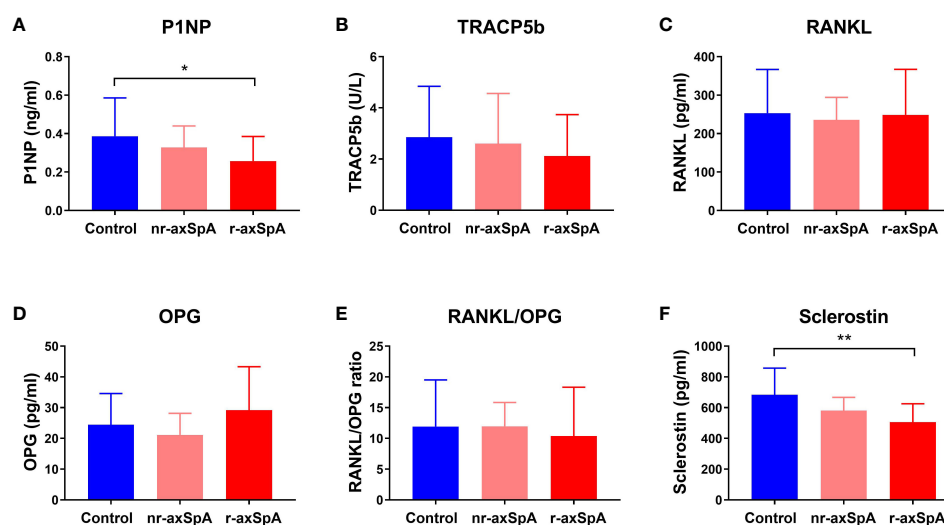 A
P1NP
P1NP (ng/ml)
0.8
0.6
0.4
0.2
0.0
*
Control nr-axSpA r-axSpA
B
TRACP5b
TRACP5b (U/L)
6
4
2
0
Control nr-axSpA r-axSpA
C
RANKL
RANKL (pg/ml)
400
300
200
100
0
Control nr-axSpA r-axSpA
D
OPG
OPG (pg/ml)
50
40
30
20
10
0
Control nr-axSpA r-axSpA
E
RANKL/OPG
RANKL/OPG ratio
25
20
15
10
5
0
Control nr-axSpA r-axSpA
F
Sclerostin
Sclerostin (pg/ml)
1000
800
600
400
200
0
**
Control nr-axSpA r-axSpA